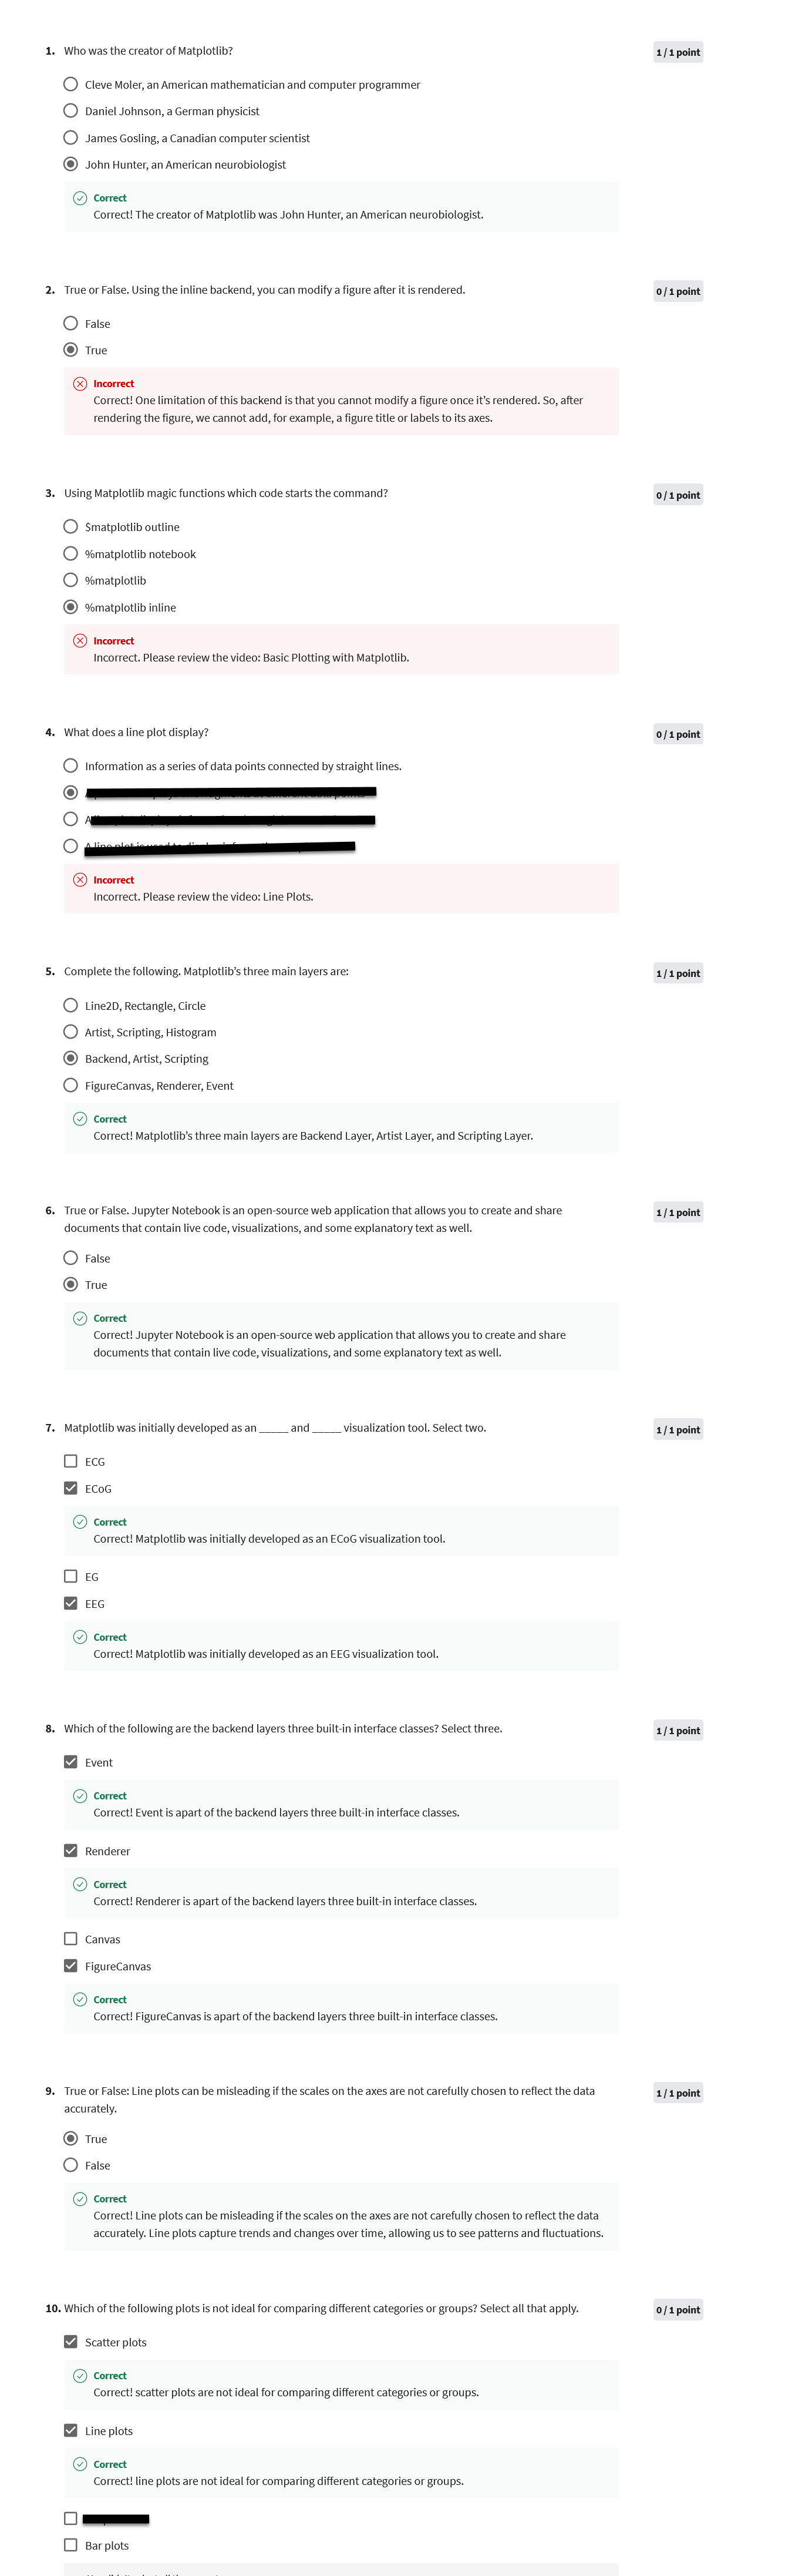 1. Who was the creator of Matplotlib?
1 / 1 point
Cleve Moler, an American mathematician and computer programmer
Daniel Johnson, a German physicist
James Gosling, a Canadian computer scientist
John Hunter, an American neurobiologist
Correct
Correct! The creator of Matplotlib was John Hunter, an American neurobiologist.
2. True or False. Using the inline backend, you can modify a figure after it is rendered.
0 / 1 point
False
True
Incorrect
Correct! One limitation of this backend is that you cannot modify a figure once it’s rendered. So, after
rendering the figure, we cannot add, for example, a figure title or labels to its axes.
3. Using Matplotlib magic functions which code starts the command?
0 / 1 point
$matplotlib outline
%matplotlib notebook
%matplotlib
%matplotlib inline
Incorrect
Incorrect. Please review the video: Basic Plotting with Matplotlib.
4. What does a line plot display?
0 / 1 point
Information as a series of data points connected by straight lines.
Incorrect
Incorrect. Please review the video: Line Plots.
5. Complete the following. Matplotlib’s three main layers are:
1 / 1 point
Line2D, Rectangle, Circle
Artist, Scripting, Histogram
Backend, Artist, Scripting
FigureCanvas, Renderer, Event
Correct
Correct! Matplotlib’s three main layers are Backend Layer, Artist Layer, and Scripting Layer.
6. True or False. Jupyter Notebook is an open-source web application that allows you to create and share
documents that contain live code, visualizations, and some explanatory text as well.
1 / 1 point
False
True
Correct
Correct! Jupyter Notebook is an open-source web application that allows you to create and share
documents that contain live code, visualizations, and some explanatory text as well.
7. Matplotlib was initially developed as an _____ and _____ visualization tool. Select two.
1 / 1 point
ECG
ECoG
Correct
Correct! Matplotlib was initially developed as an ECoG visualization tool.
EG
EEG
Correct
Correct! Matplotlib was initially developed as an EEG visualization tool.
8. Which of the following are the backend layers three built-in interface classes? Select three.
1 / 1 point
Event
Correct
Correct! Event is apart of the backend layers three built-in interface classes.
Renderer
Correct
Correct! Renderer is apart of the backend layers three built-in interface classes.
Canvas
FigureCanvas
Correct
Correct! FigureCanvas is apart of the backend layers three built-in interface classes.
9. True or False: Line plots can be misleading if the scales on the axes are not carefully chosen to reflect the data
accurately.
1 / 1 point
True
False
Correct
Correct! Line plots can be misleading if the scales on the axes are not carefully chosen to reflect the data
accurately. Line plots capture trends and changes over time, allowing us to see patterns and fluctuations.
10. Which of the following plots is not ideal for comparing different categories or groups? Select all that apply.
0 / 1 point
Scatter plots
Correct
Correct! scatter plots are not ideal for comparing different categories or groups.
Line plots
Correct
Correct! line plots are not ideal for comparing different categories or groups.
Bar plots